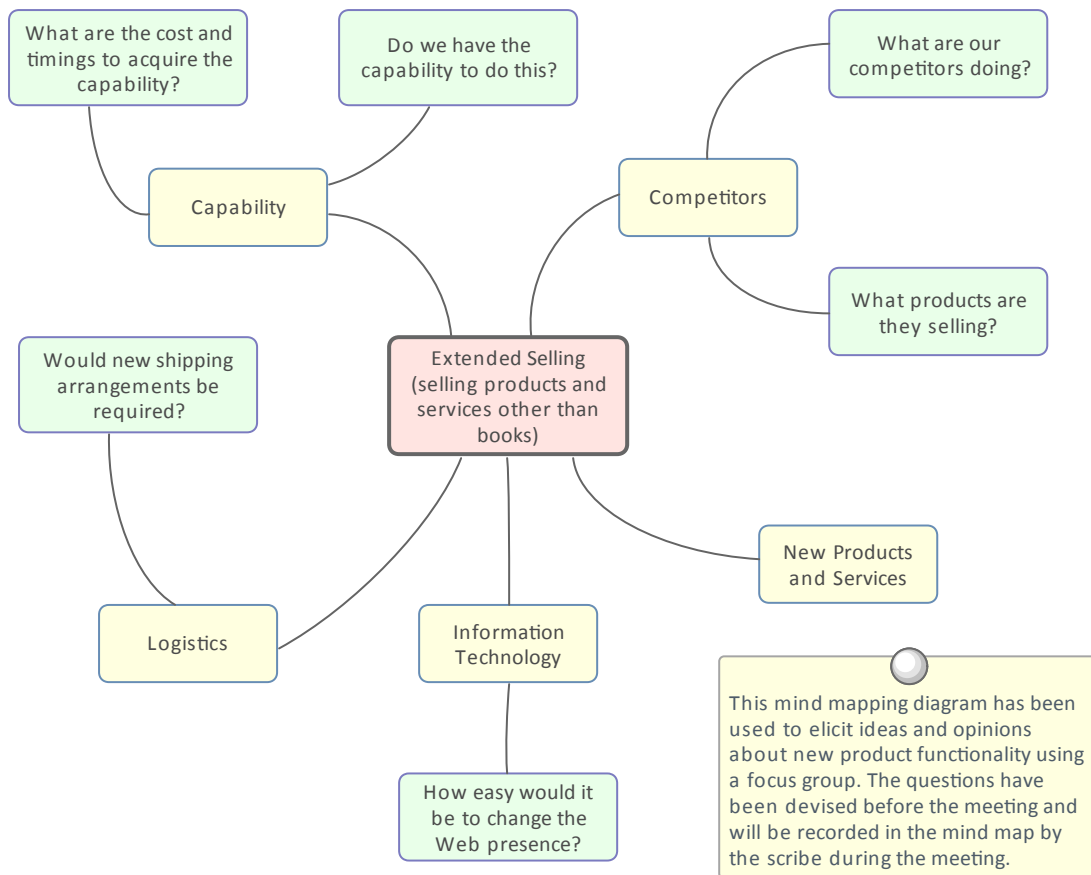 What are the cost and
timings to acquire the
capability?
Do we have the
capability to do this?
What are our
competitors doing?
Capability
Competitors
What products are
they selling?
Would new shipping
arrangements be
required?
Extended Selling
(selling products and
services other than
books)
New Products
and Services
Logistics
Information
Technology
How easy would it
be to change the
Web presence?
This mind mapping diagram has been
used to elicit ideas and opinions
about new product functionality using
a focus group. The questions have
been devised before the meeting and
will be recorded in the mind map by
the scribe during the meeting.